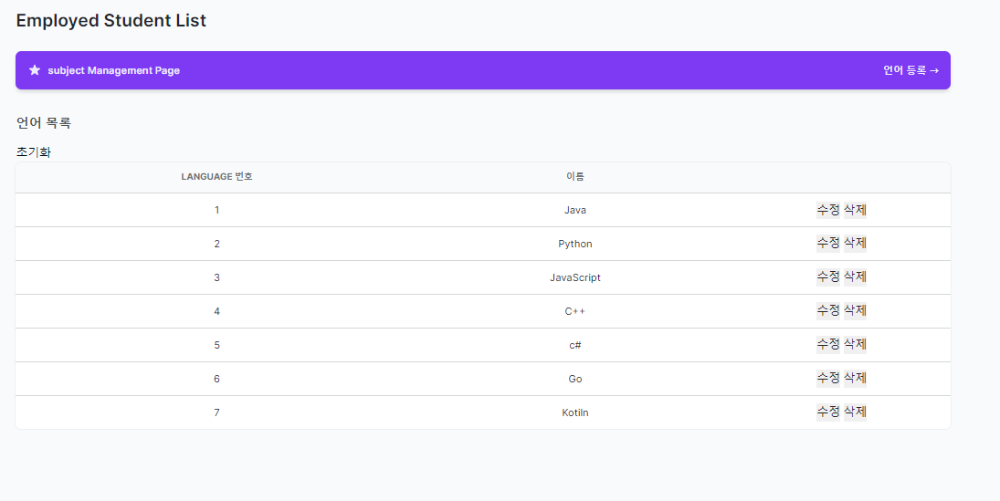 Employed Student List
subject Management Page 언어 등록 →
언어 목록
초기화
LANGUAGE 번호 이름
1 Java 수정 삭제
2 Python 수정 삭제
3 JavaScript 수정 삭제
4 C++ 수정 삭제
5 c# 수정 삭제
6 Go 수정 삭제
7 Kotiln 수정 삭제